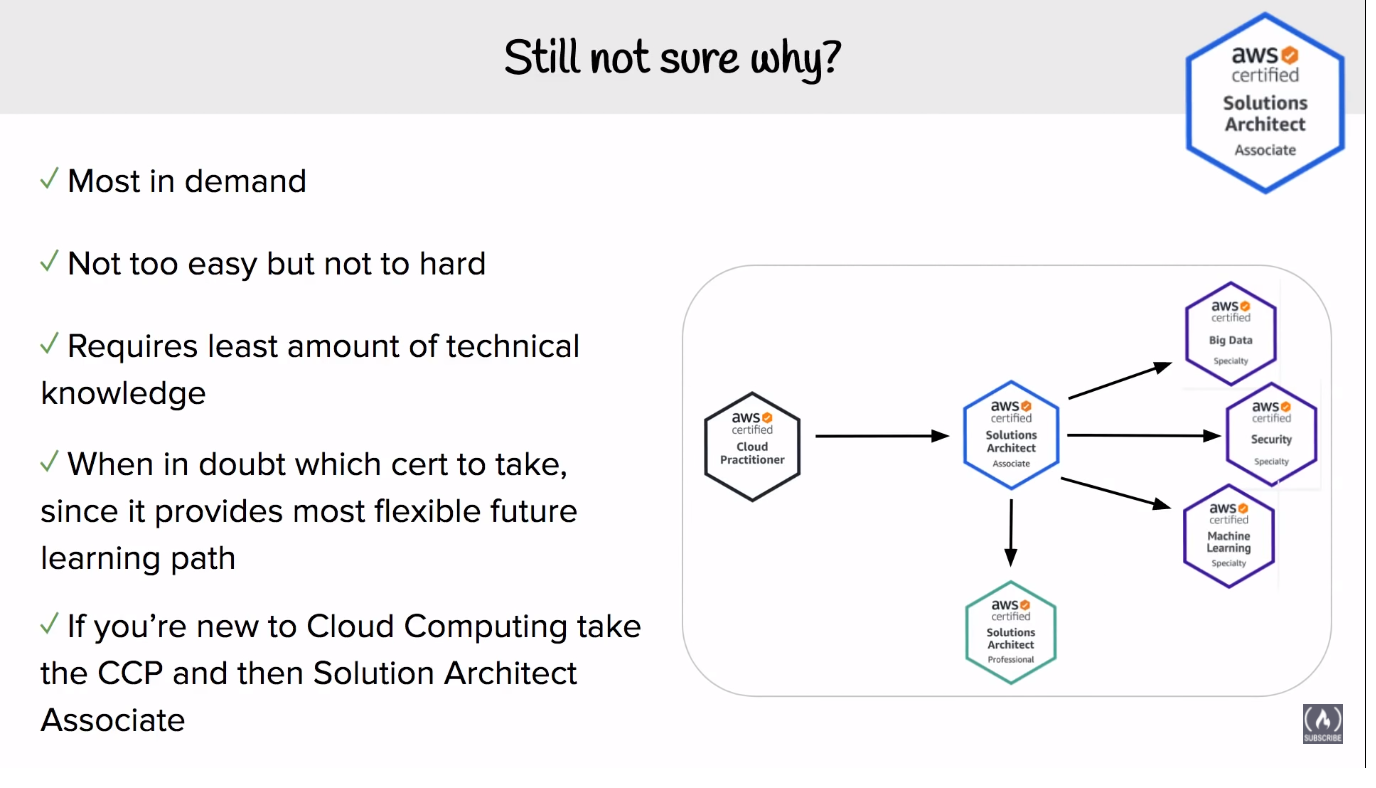 Still not sure why?
aws
certified
Solutions
Architect
Associate
✓ Most in demand
✓ Not too easy but not to hard
✓ Requires least amount of technical
knowledge
✓ When in doubt which cert to take,
since it provides most flexible future
learning path
✓ If you’re new to Cloud Computing take
the CCP and then Solution Architect
Associate
aws
certified
Cloud
Practitioner
aws
certified
Solutions
Architect
Associate
aws
certified
Big Data
Specialty
aws
certified
Security
Specialty
aws
certified
Machine
Learning
Specialty
aws
certified
Solutions
Architect
Professional
SUBSCRIBE